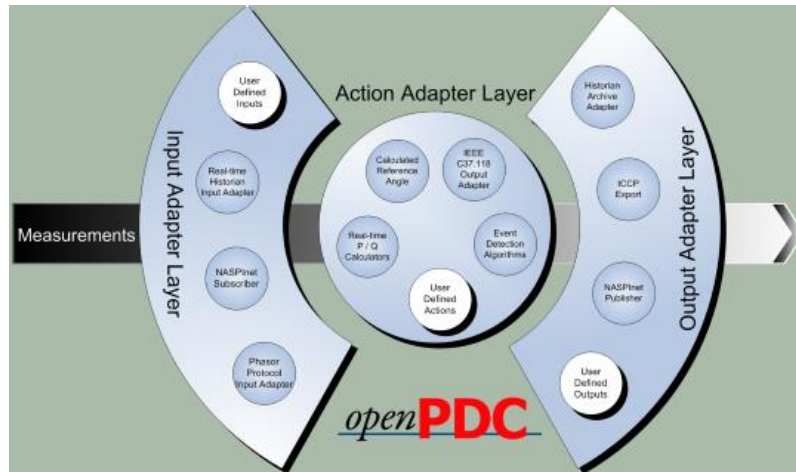 Measurements
Input Adapter Layer
User
Defined
Inputs
Real-time
Historian
Input Adapter
NASPInet
Subscriber
Phasor
Protocol
Input Adapter
Action Adapter Layer
Calculated
Reference
Angle
IEEE
C37.118
Output
Adapter
Real-time
P / Q
Calculators
Event
Detection
Algorithms
User
Defined
Actions
Output Adapter Layer
Historian
Archive
Adapter
ICCP
Export
NASPInet
Publisher
User
Defined
Outputs
openPDC